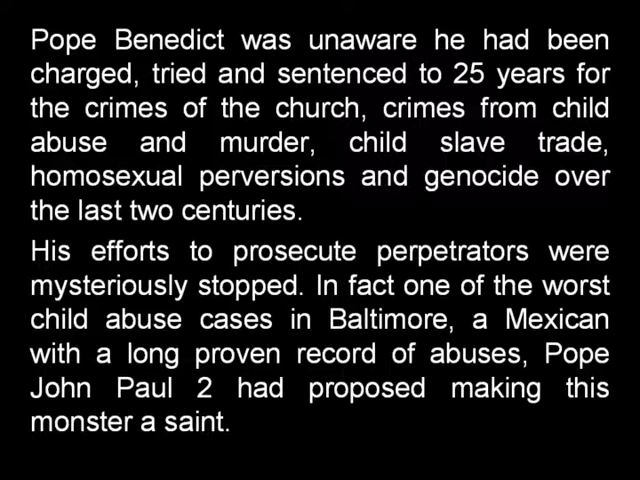 Pope Benedict was unaware he had been
charged, tried and sentenced to 25 years for
the crimes of the church, crimes from child
abuse and murder, child slave trade,
homosexual perversions and genocide over
the last two centuries.
His efforts to prosecute perpetrators were
mysteriously stopped. In fact one of the worst
child abuse cases in Baltimore, a Mexican
with a long proven record of abuses, Pope
John Paul 2 had proposed making this
monster a saint.